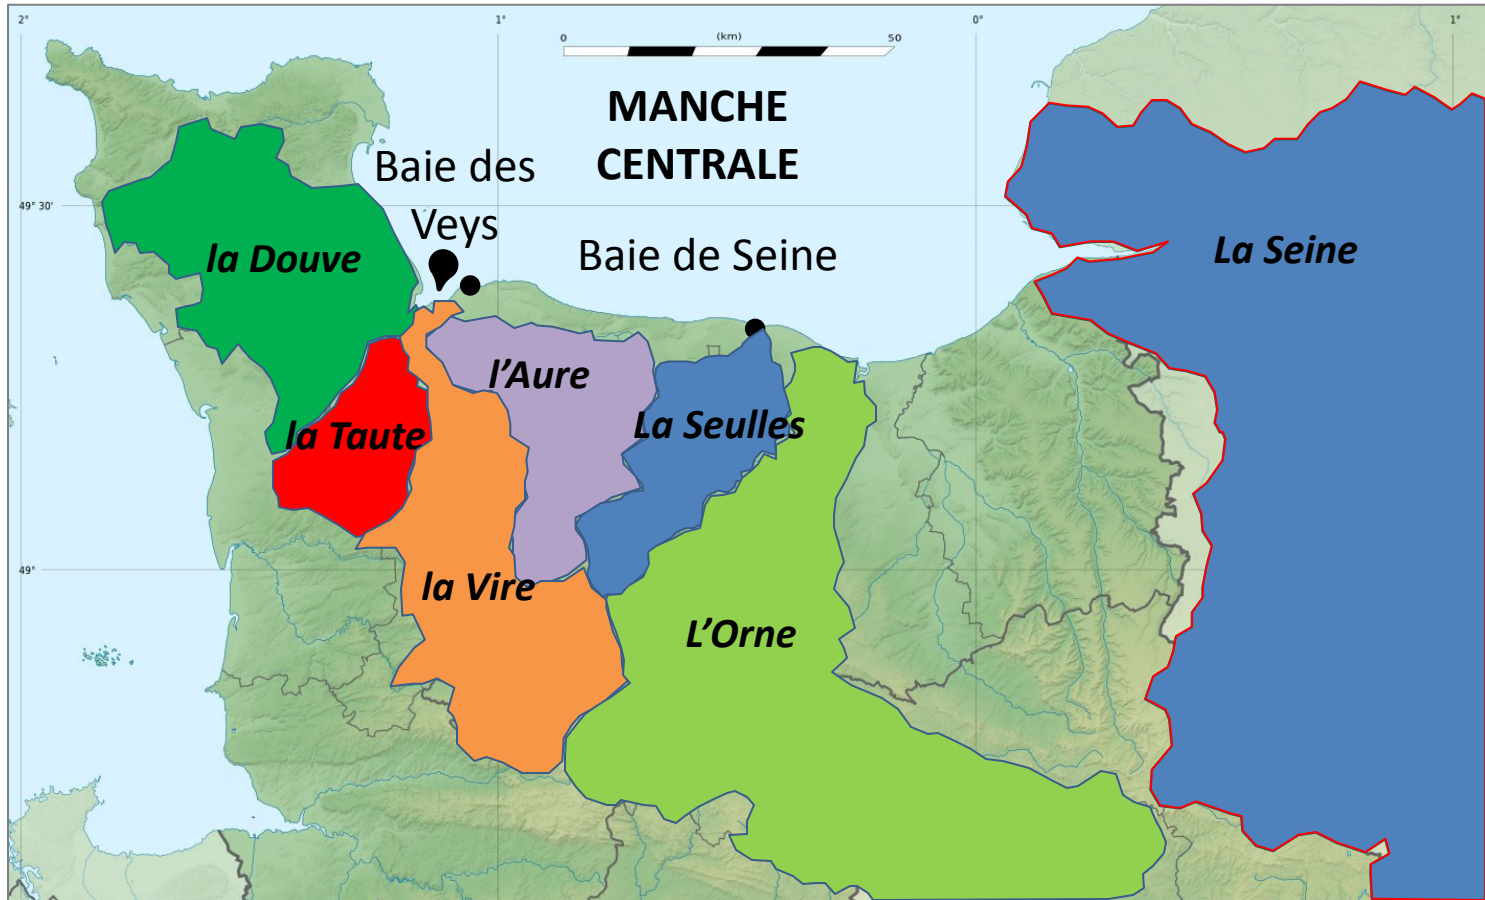 2°
1°
0°
1°
0
(km)
50
MANCHE
CENTRALE
Baie des
Veys
49° 30'
Baie de Seine
la Douve
La Seine
l’Aure
la Taute
La Seulles
49°
la Vire
L’Orne